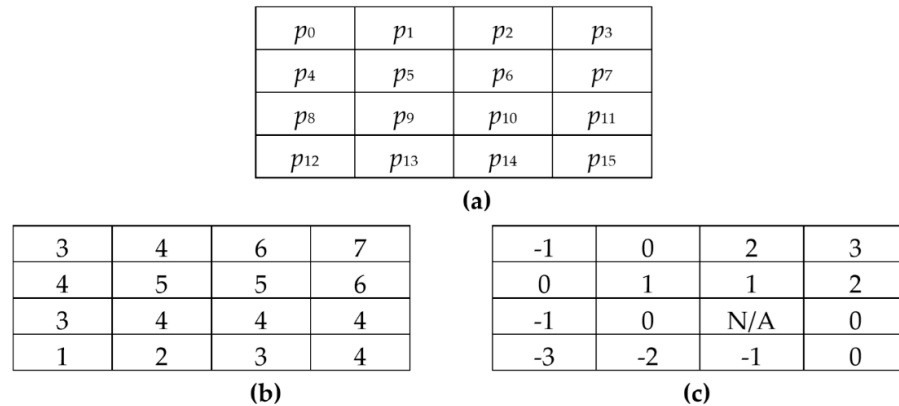 p0 p1 p2 p3
p4 p5 p6 p7
p8 p9 p10 p11
p12 p13 p14 p15
(a)
3 4 6 7
4 5 5 6
3 4 4 4
1 2 3 4
(b)
-1 0 2 3
0 1 1 2
-1 0 N/A 0
-3 -2 -1 0
(c)